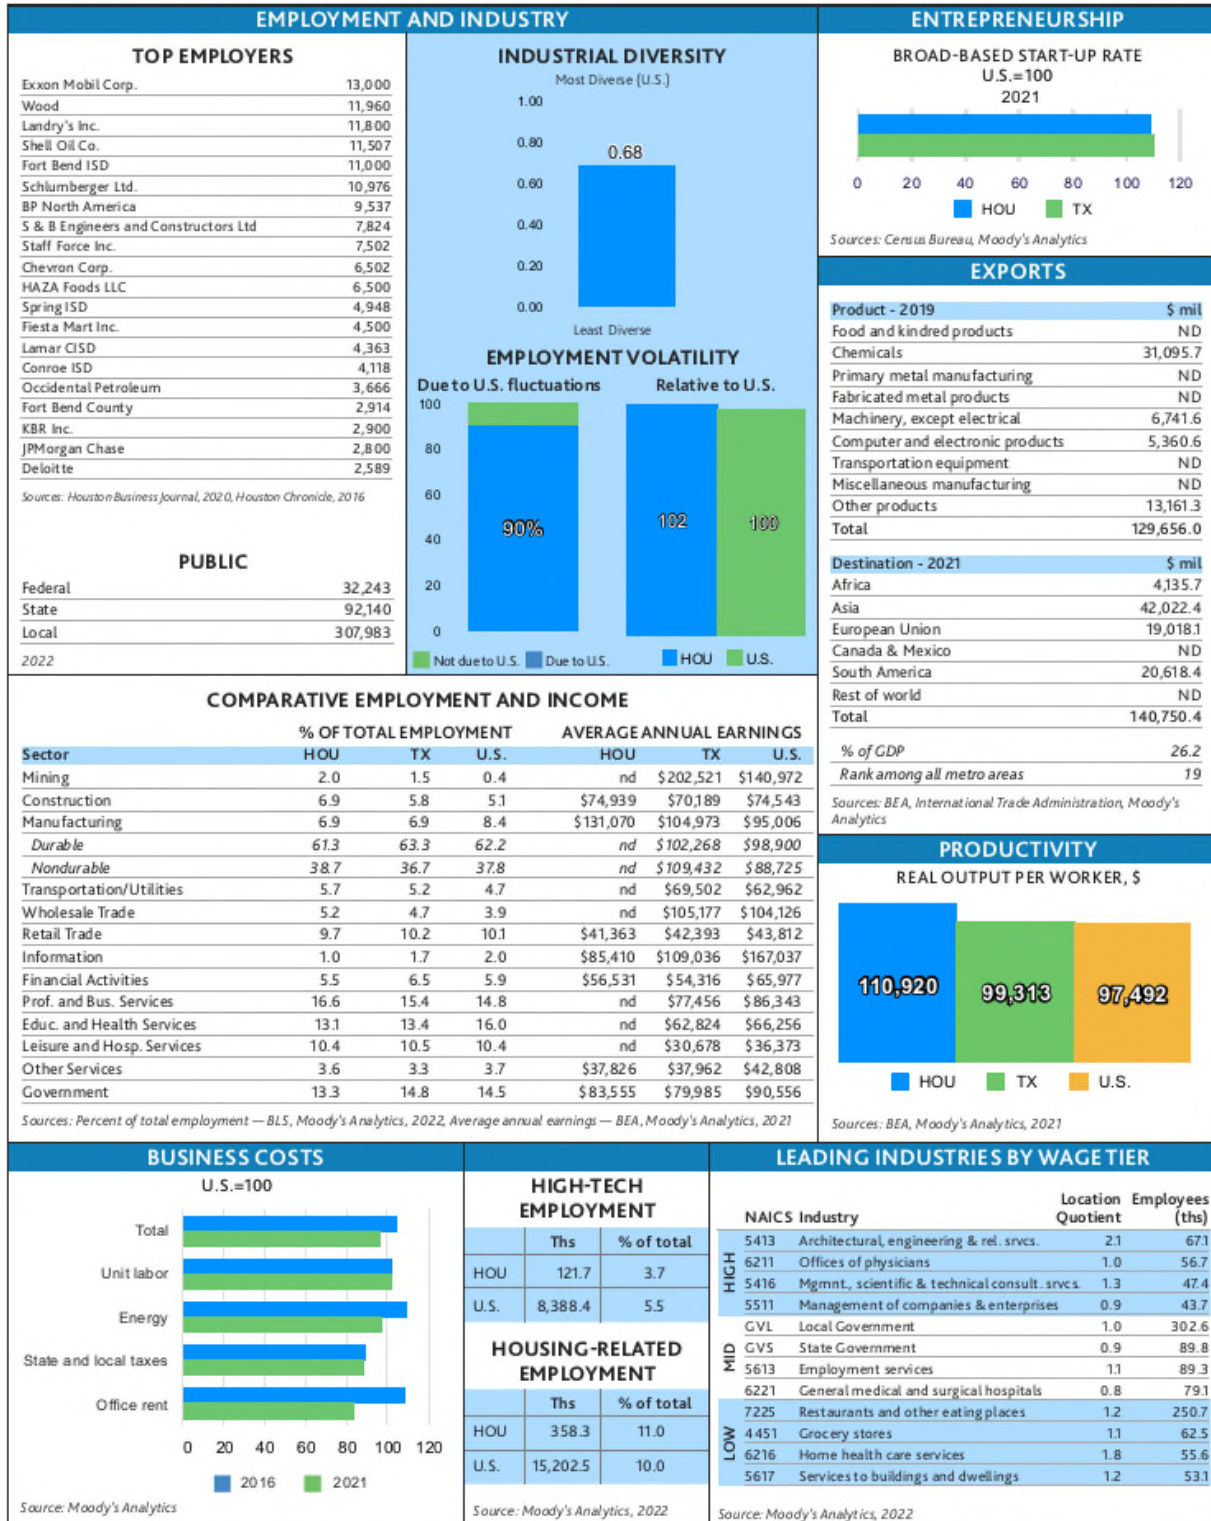 EMPLOYMENT AND INDUSTRY
TOP EMPLOYERS
Exxon Mobil Corp. 13,000
Wood 11,960
Landry's Inc. 11,800
Shell Oil Co. 11,507
Fort Bend ISD 11,000
Schlumberger Ltd. 10,976
BP North America 9,537
S & B Engineers and Constructors Ltd 7,824
Staff Force Inc. 7,502
Chevron Corp. 6,502
HAZA Foods LLC 6,500
Spring ISD 4,948
Fiesta Mart Inc. 4,500
Lamar CISD 4,363
Conroe ISD 4,118
Occidental Petroleum 3,666
Fort Bend County 2,914
KBR Inc. 2,900
JPMorgan Chase 2,800
Deloitte 2,589
Sources: Houston Business Journal, 2020, Houston Chronicle, 2016
PUBLIC
Federal 32,243
State 92,140
Local 307,983
2022
INDUSTRIAL DIVERSITY
Most Diverse (U.S.)
1.00
0.80
0.68
0.60
0.40
0.20
0.00
Least Diverse
EMPLOYMENT VOLATILITY
Due to U.S. fluctuations Relative to U.S.
100
80
60
40
20
0
90% 102 100
Not due to U.S. Due to U.S. HOU U.S.
ENTREPRENEURSHIP
BROAD-BASED START-UP RATE
U.S.=100
2021
0 20 40 60 80 100 120
HOU TX
Sources: Census Bureau, Moody's Analytics
EXPORTS
Product - 2019 $ mil
Food and kindred products ND
Chemicals 31,095.7
Primary metal manufacturing ND
Fabricated metal products ND
Machinery, except electrical 6,741.6
Computer and electronic products 5,360.6
Transportation equipment ND
Miscellaneous manufacturing ND
Other products 13,161.3
Total 129,656.0
Destination - 2021 $ mil
Africa 4,135.7
Asia 42,022.4
European Union 19,018.1
Canada & Mexico ND
South America 20,618.4
Rest of world ND
Total 140,750.4
% of GDP 26.2
Rank among all metro areas 19
Sources: BEA, International Trade Administration, Moody's
Analytics
COMPARATIVE EMPLOYMENT AND INCOME
% OF TOTAL EMPLOYMENT AVERAGE ANNUAL EARNINGS
Sector HOU TX U.S. HOU TX U.S.
Mining 2.0 1.5 0.4 nd $202,521 $140,972
Construction 6.9 5.8 5.1 $74,939 $70,189 $74,543
Manufacturing 6.9 6.9 8.4 $131,070 $104,973 $95,006
Durable 61.3 63.3 62.2 nd $102,268 $98,900
Nondurable 38.7 36.7 37.8 nd $109,432 $88,725
Transportation/Utilities 5.7 5.2 4.7 nd $69,502 $62,962
Wholesale Trade 5.2 4.7 3.9 nd $105,177 $104,126
Retail Trade 9.7 10.2 10.1 $41,363 $42,393 $43,812
Information 1.0 1.7 2.0 $85,410 $109,036 $167,037
Financial Activities 5.5 6.5 5.9 $56,531 $54,316 $65,977
Prof. and Bus. Services 16.6 15.4 14.8 nd $77,456 $86,343
Educ. and Health Services 13.1 13.4 16.0 nd $62,824 $66,256
Leisure and Hosp. Services 10.4 10.5 10.4 nd $30,678 $36,373
Other Services 3.6 3.3 3.7 $37,826 $37,962 $42,808
Government 13.3 14.8 14.5 $83,555 $79,985 $90,556
Sources: Percent of total employment — BLS, Moody's Analytics, 2022, Average annual earnings — BEA, Moody's Analytics, 2021
PRODUCTIVITY
REAL OUTPUT PER WORKER, $
110,920 99,313 97,492
HOU TX U.S.
Sources: BEA, Moody's Analytics, 2021
BUSINESS COSTS
U.S.=100
Total
Unit labor
Energy
State and local taxes
Office rent
0 20 40 60 80 100 120
2016 2021
Source: Moody's Analytics
HIGH-TECH
EMPLOYMENT
Ths % of total
HOU 121.7 3.7
U.S. 8,388.4 5.5
HOUSING-RELATED
EMPLOYMENT
Ths % of total
HOU 358.3 11.0
U.S. 15,202.5 10.0
Source: Moody's Analytics, 2022
LEADING INDUSTRIES BY WAGE TIER
Location Employees
NAICS Industry Quotient (ths)
HIGH
5413 Architectural, engineering & rel. srvcs. 2.1 67.1
6211 Offices of physicians 1.0 56.7
5416 Mgmnt., scientific & technical consult. srvcs. 1.3 47.4
5511 Management of companies & enterprises 0.9 43.7
MID
GVL Local Government 1.0 302.6
GVS State Government 0.9 89.8
5613 Employment services 1.1 89.3
6221 General medical and surgical hospitals 0.8 79.1
LOW
7225 Restaurants and other eating places 1.2 250.7
4451 Grocery stores 1.1 62.5
6216 Home health care services 1.8 55.6
5617 Services to buildings and dwellings 1.2 53.1
Source: Moody's Analytics, 2022